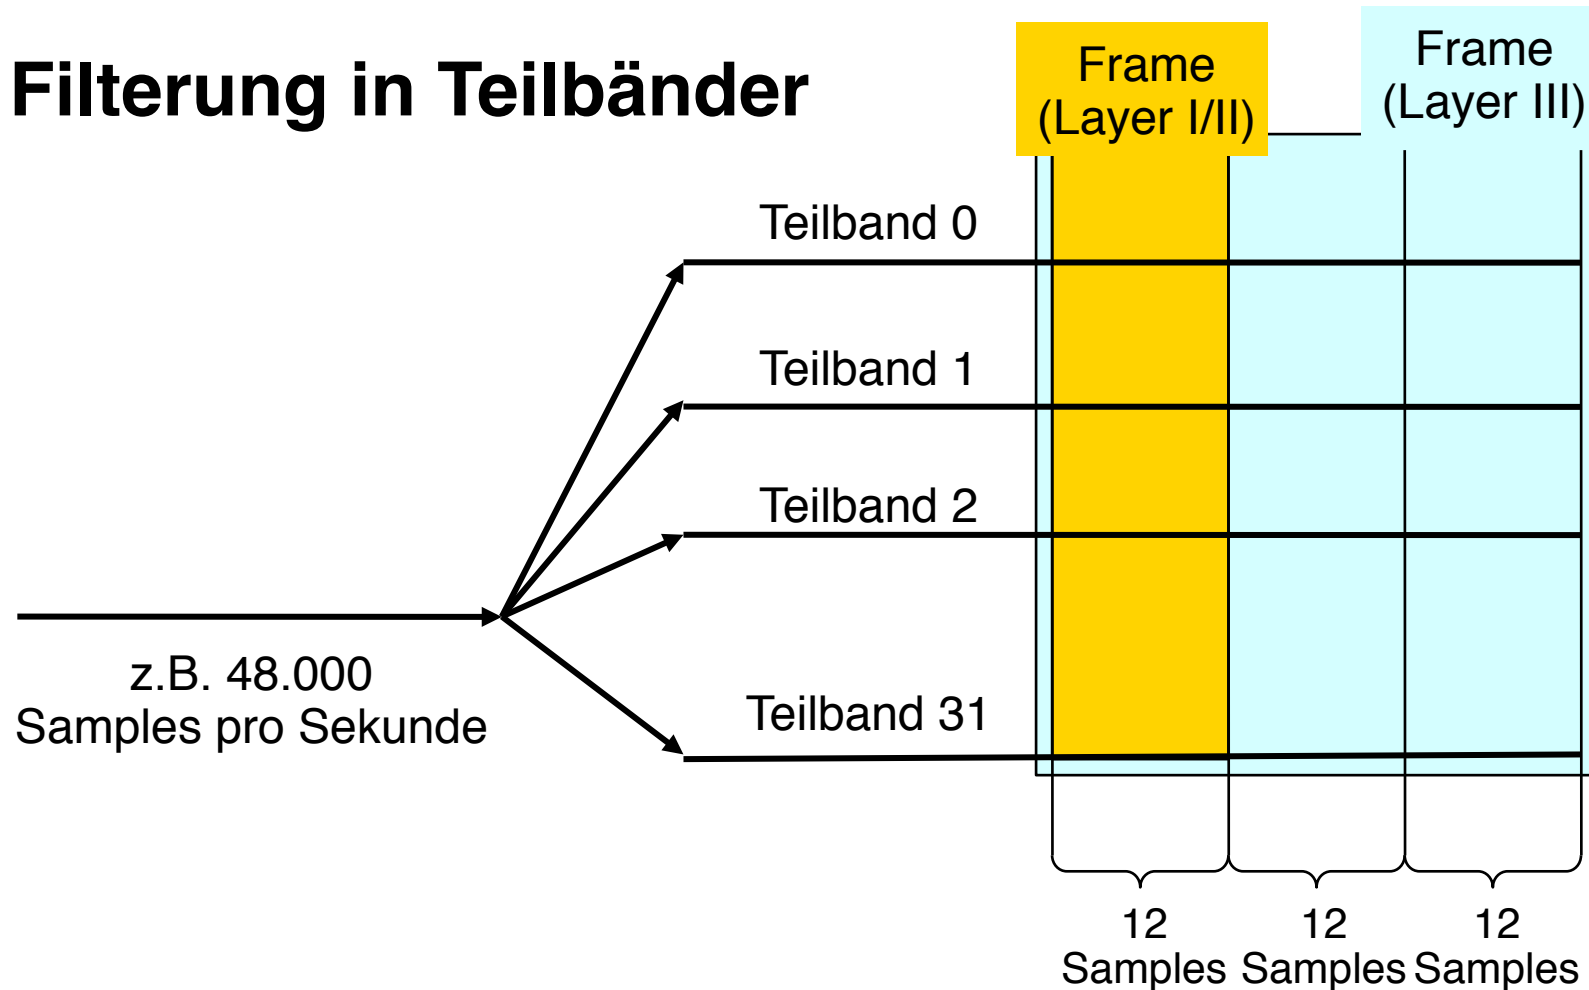 Filterung in Teilbänder
Frame
(Layer I/II)
Frame
(Layer III)
Teilband 0
Teilband 1
Teilband 2
Teilband 31
z.B. 48.000
Samples pro Sekunde
12
Samples
12
Samples
12
Samples